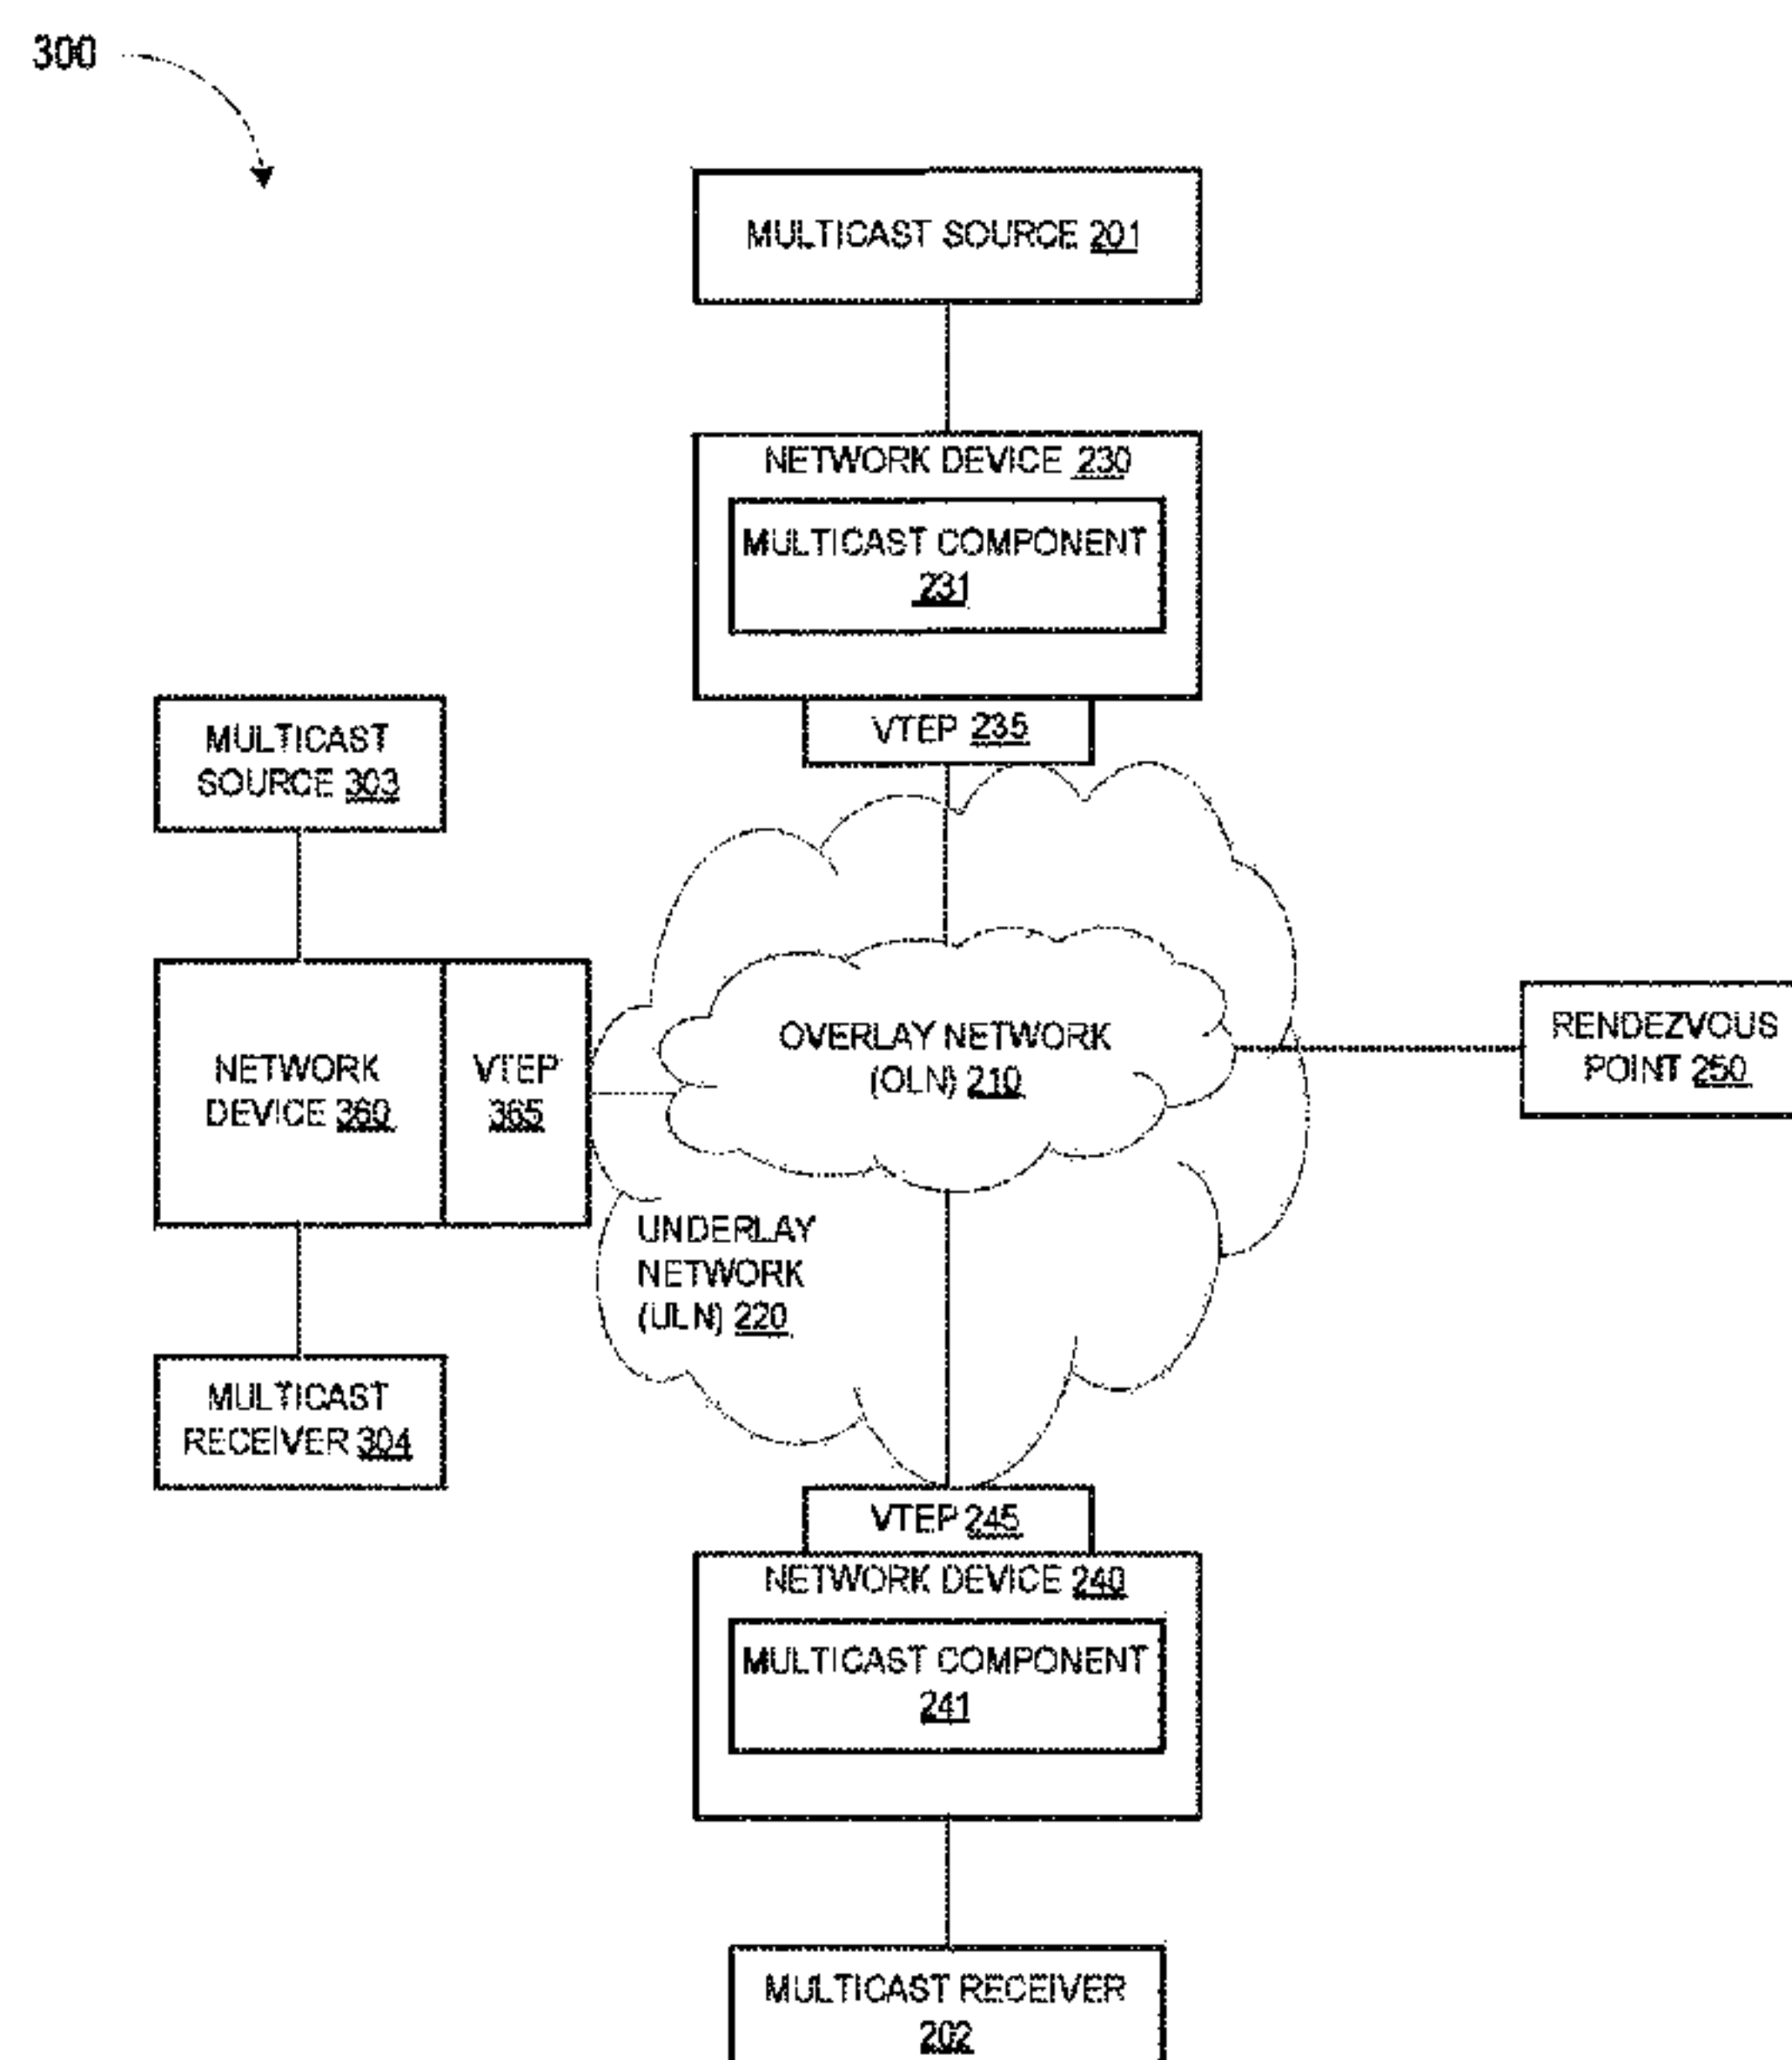 300
MULTICAST SOURCE 201
NETWORK DEVICE 230
MULTICAST COMPONENT
231
VTEP 235
MULTICAST
SOURCE 303
NETWORK
DEVICE 360
VTEP
365
OVERLAY NETWORK
(OLN) 210
RENDEZVOUS
POINT 250
UNDERLAY
NETWORK
(ULN) 220
MULTICAST
RECEIVER 304
VTEP 245
NETWORK DEVICE 240
MULTICAST COMPONENT
241
MULTICAST RECEIVER
202